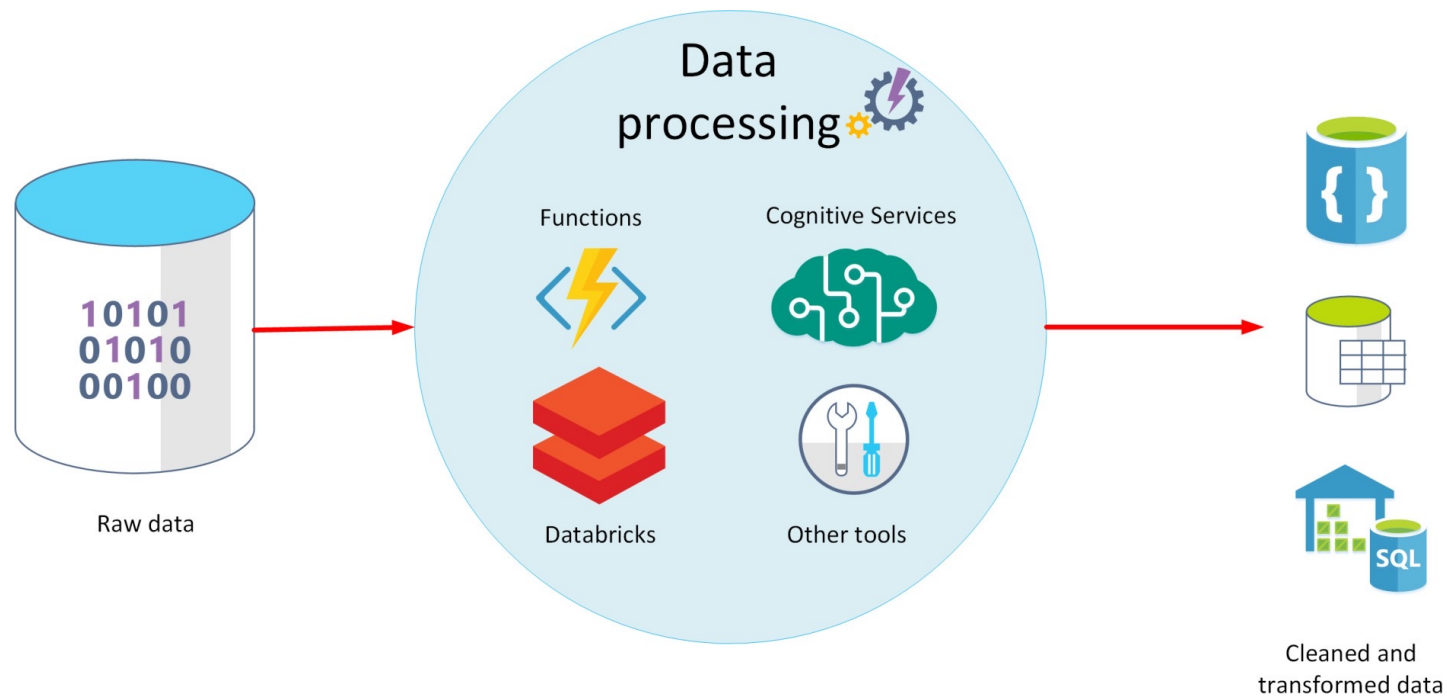 Data
processing
Functions
Cognitive Services
10101
01010
00100
{ }
Raw data
Databricks
Other tools
SQL
Cleaned and
transformed data